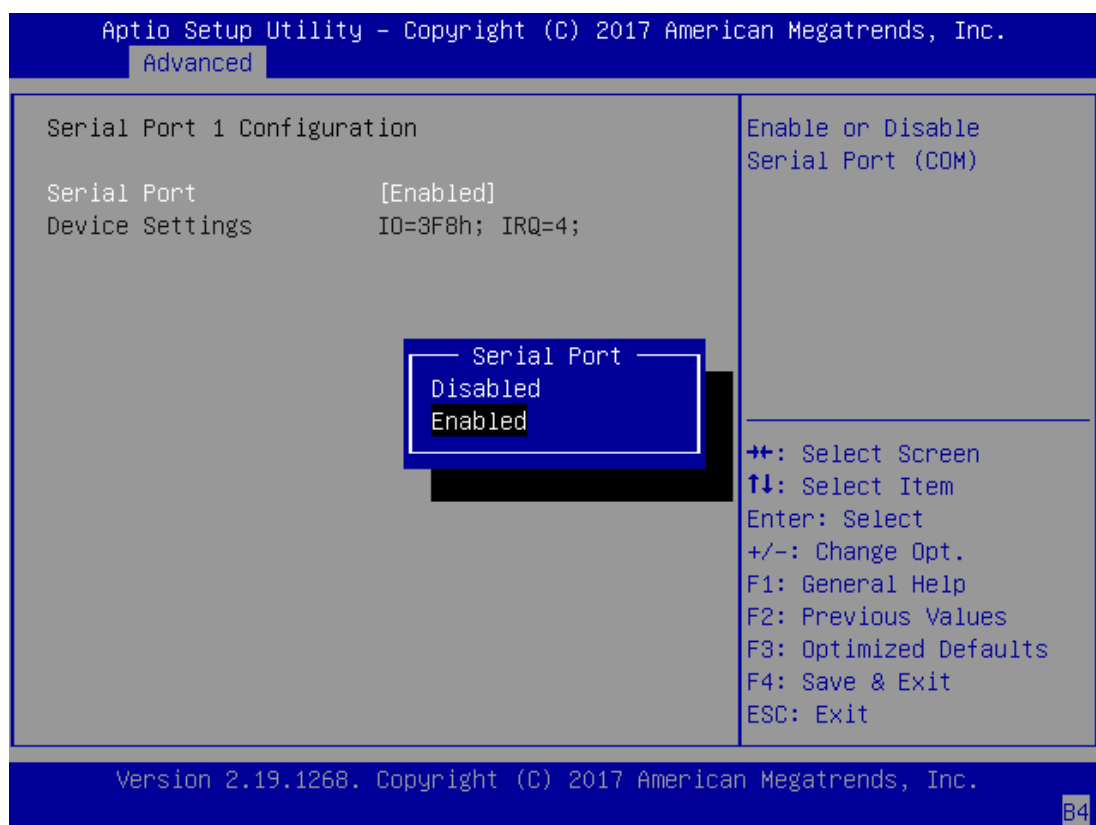 Aptio Setup Utility – Copyright (C) 2017 American Megatrends, Inc.
Advanced
Serial Port 1 Configuration
Serial Port [Enabled]
Device Settings IO=3F8h; IRQ=4;
Serial Port
Disabled
Enabled
Enable or Disable
Serial Port (COM)
→←: Select Screen
↑↓: Select Item
Enter: Select
+/-: Change Opt.
F1: General Help
F2: Previous Values
F3: Optimized Defaults
F4: Save & Exit
ESC: Exit
Version 2.19.1268. Copyright (C) 2017 American Megatrends, Inc.
B4